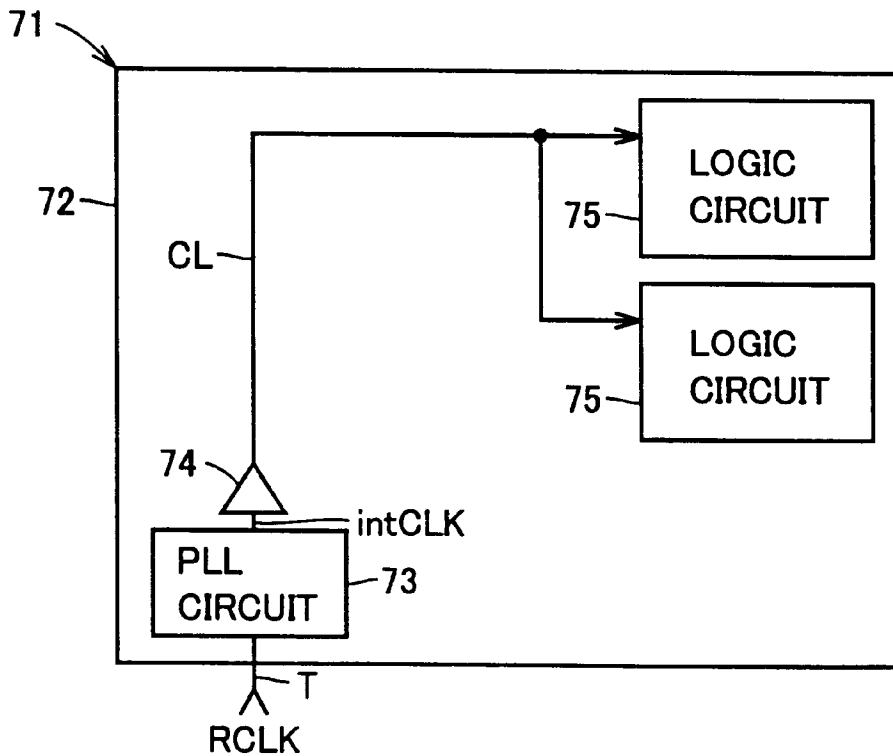 71
72
CL
LOGIC
CIRCUIT
75
LOGIC
CIRCUIT
75
74
intCLK
PLL
CIRCUIT
73
T
RCLK